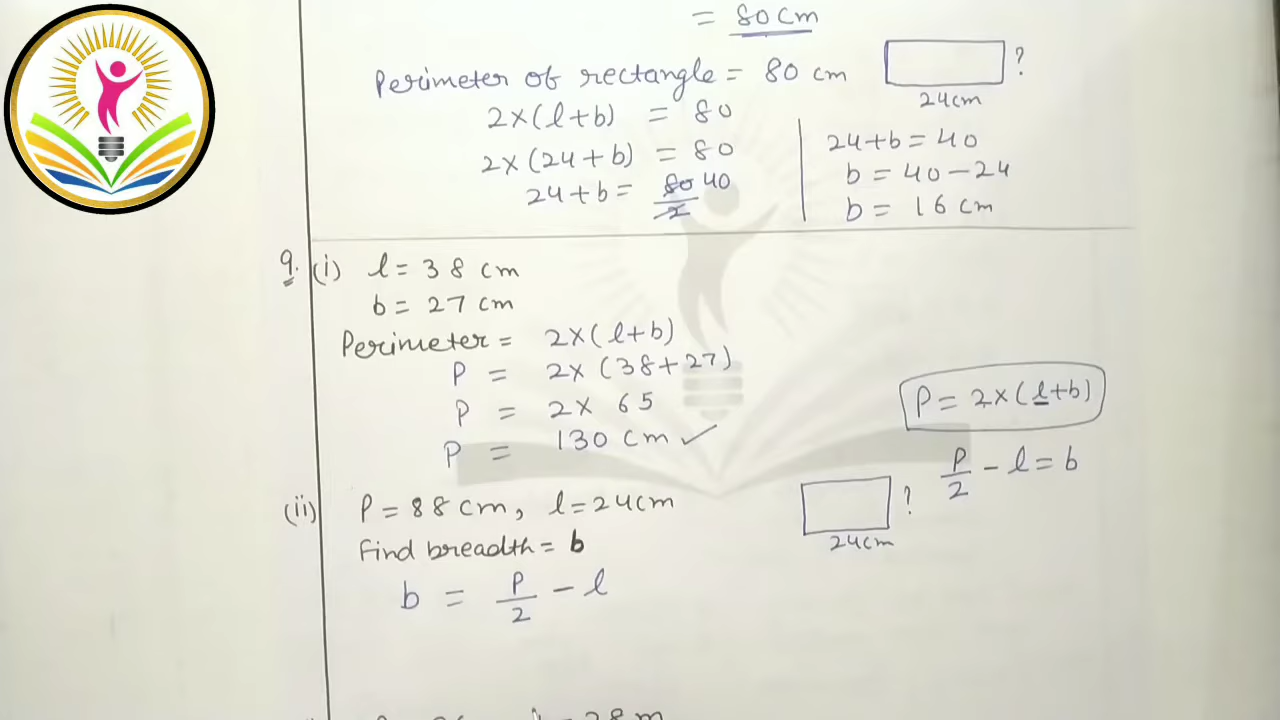 = 80 cm
Perimeter of rectangle = 80 cm
?
24cm
2×(l+b) = 80
2×(24+b) = 80
24+b = 80/2 40
24+b = 40
b = 40-24
b = 16 cm
9. (i) l = 38 cm
b = 27 cm
Perimeter = 2×(l+b)
P = 2×(38+27)
P = 2× 65
P = 130 cm ✓
P = 2×(l+b)
P/2 - l = b
(ii) P = 88 cm, l = 24cm
?
24cm
Find breadth = b
b = P/2 - l